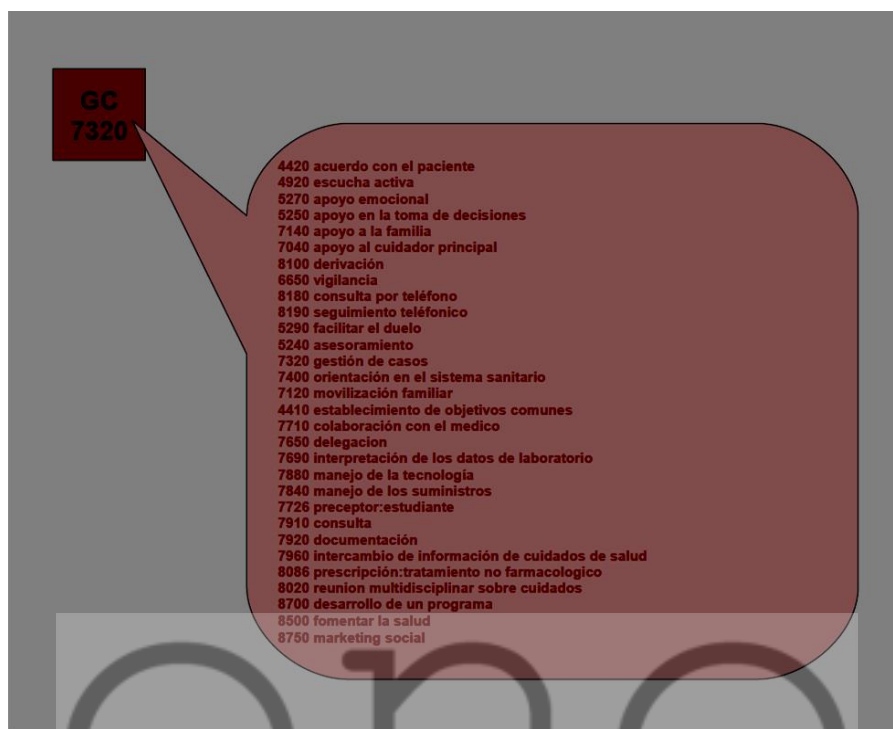 GC
7320
4420 acuerdo con el paciente
4920 escucha activa
5270 apoyo emocional
5250 apoyo en la toma de decisiones
7140 apoyo a la familia
7040 apoyo al cuidador principal
8100 derivación
6650 vigilancia
8180 consulta por teléfono
8190 seguimiento teléfonico
5290 facilitar el duelo
5240 asesoramiento
7320 gestión de casos
7400 orientación en el sistema sanitario
7120 movilización familiar
4410 establecimiento de objetivos comunes
7710 colaboración con el medico
7650 delegacion
7690 interpretación de los datos de laboratorio
7880 manejo de la tecnología
7840 manejo de los suministros
7726 preceptor:estudiante
7910 consulta
7920 documentación
7960 intercambio de información de cuidados de salud
8086 prescripción:tratamiento no farmacologico
8020 reunion multidisciplinar sobre cuidados
8700 desarrollo de un programa
8500 fomentar la salud
8750 marketing social